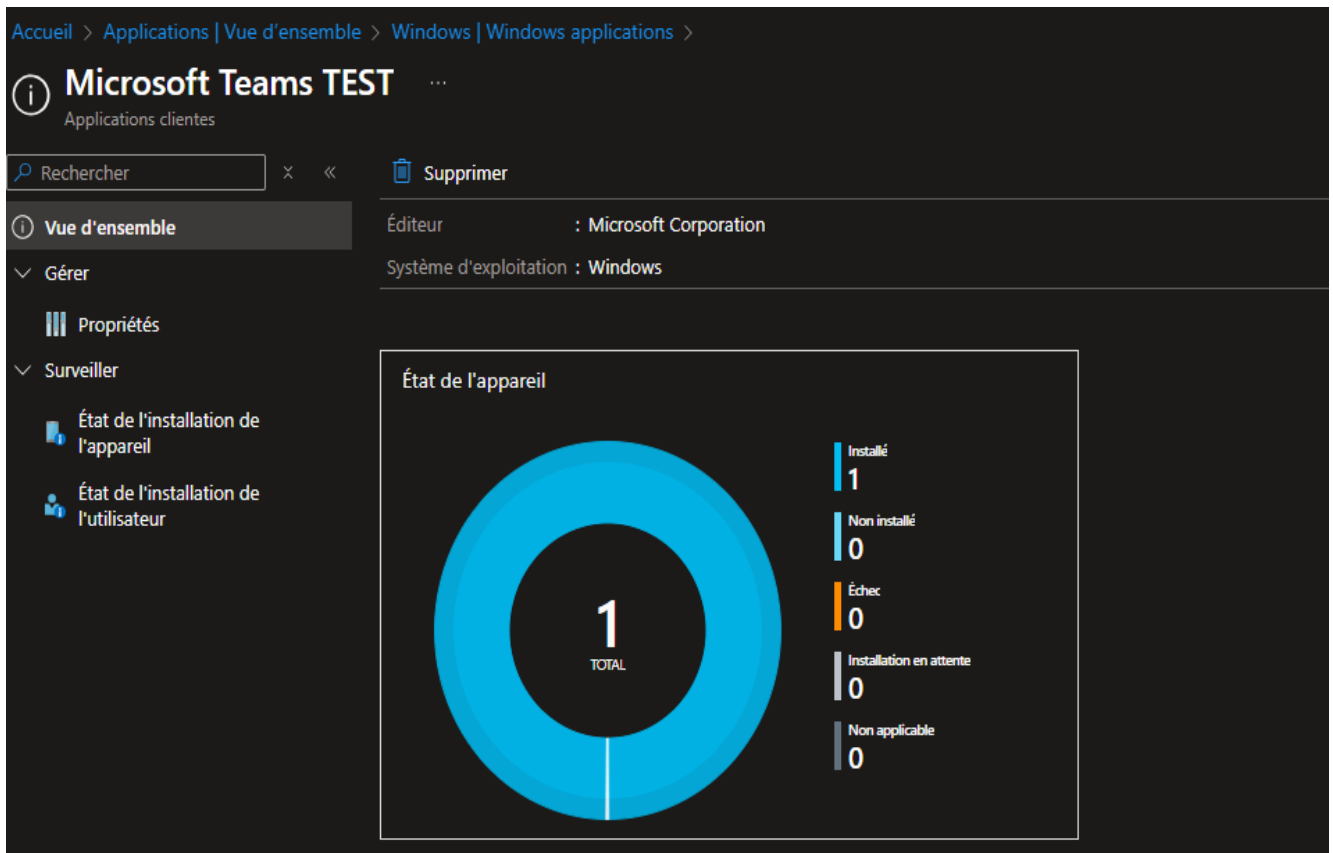 Accueil > Applications | Vue d'ensemble > Windows | Windows applications >
Microsoft Teams TEST ...
Applications clientes
Rechercher
Supprimer
Vue d'ensemble
Éditeur : Microsoft Corporation
Système d'exploitation : Windows
Gérer
Propriétés
Surveiller
État de l'installation de
l'appareil
État de l'installation de
l'utilisateur
État de l'appareil
1
TOTAL
Installé
1
Non installé
0
Échec
0
Installation en attente
0
Non applicable
0